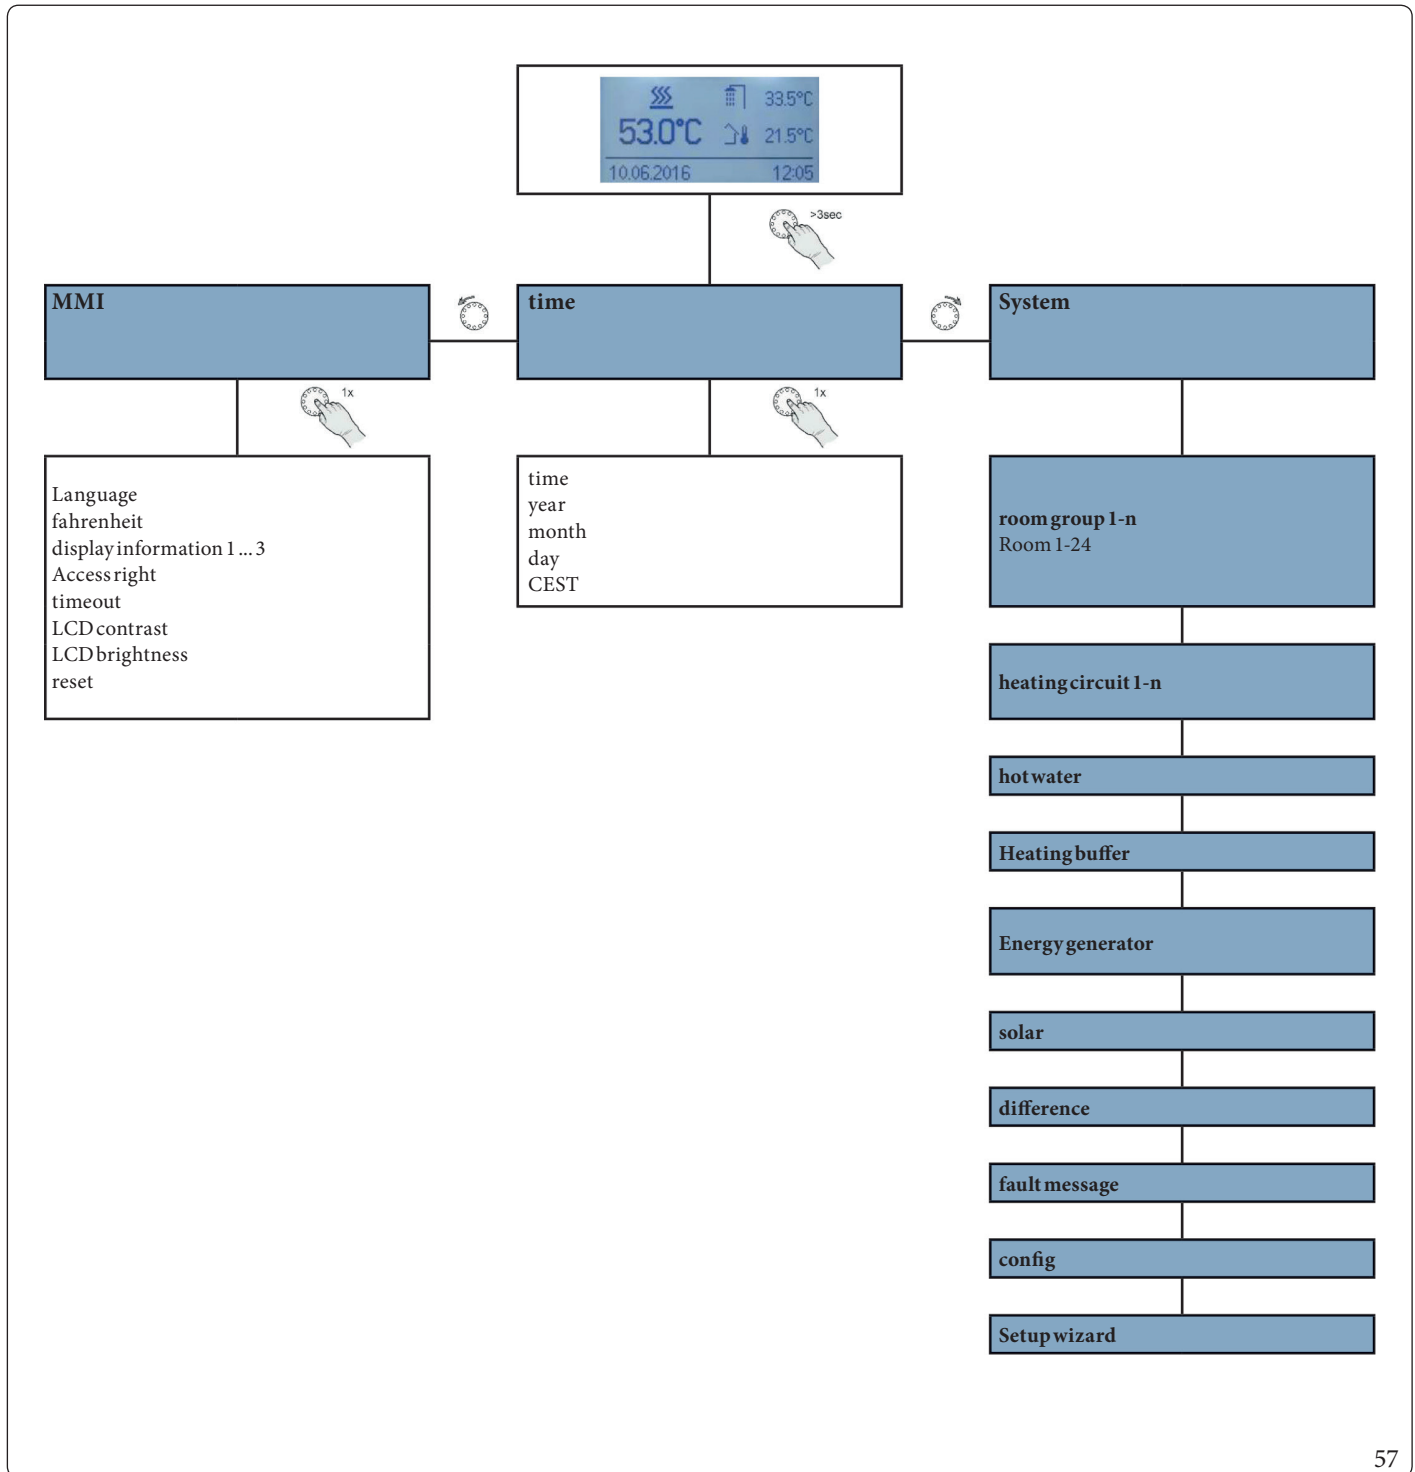 33.5°C
53.0°C
21.5°C
10.06.2016 12:05
>3sec
MMI
time
System
1x
1x
Language
fahrenheit
display information 1 ... 3
Access right
timeout
LCD contrast
LCD brightness
reset
time
year
month
day
CEST
room group 1-n
Room 1-24
heating circuit 1-n
hot water
Heating buffer
Energy generator
solar
difference
fault message
config
Setup wizard
57